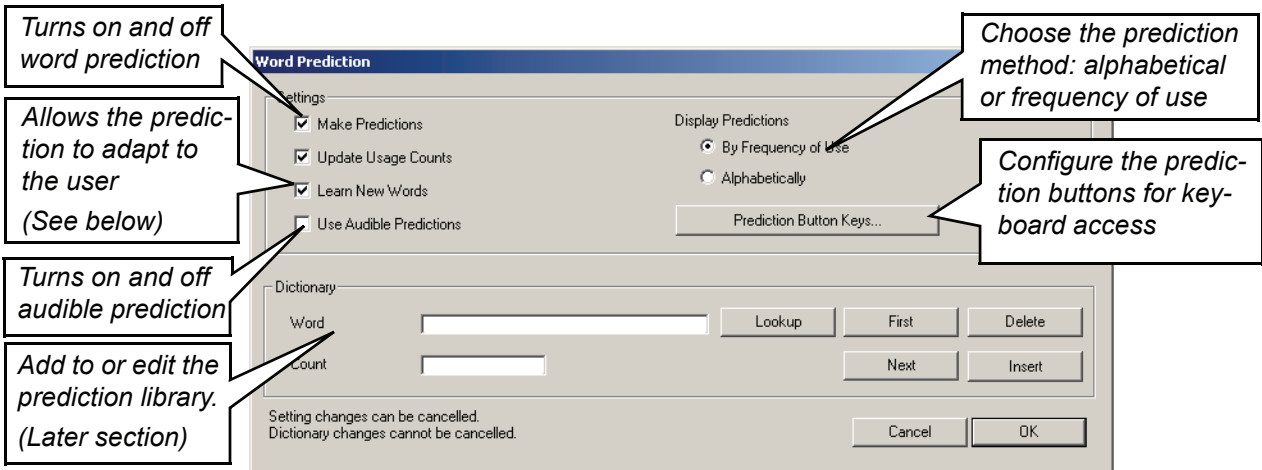 Turns on and off
word prediction
Allows the predic-
tion to adapt to
the user
(See below)
Turns on and off
audible prediction
Add to or edit the
prediction library.
(Later section)
Word Prediction
Settings
Make Predictions
Update Usage Counts
Learn New Words
Use Audible Predictions
Display Predictions
By Frequency of Use
Alphabetically
Prediction Button Keys...
Dictionary
Word
Lookup
First
Delete
Count
Next
Insert
Setting changes can be cancelled.
Dictionary changes cannot be cancelled.
Cancel
OK
Choose the prediction
method: alphabetical
or frequency of use
Configure the predic-
tion buttons for key-
board access